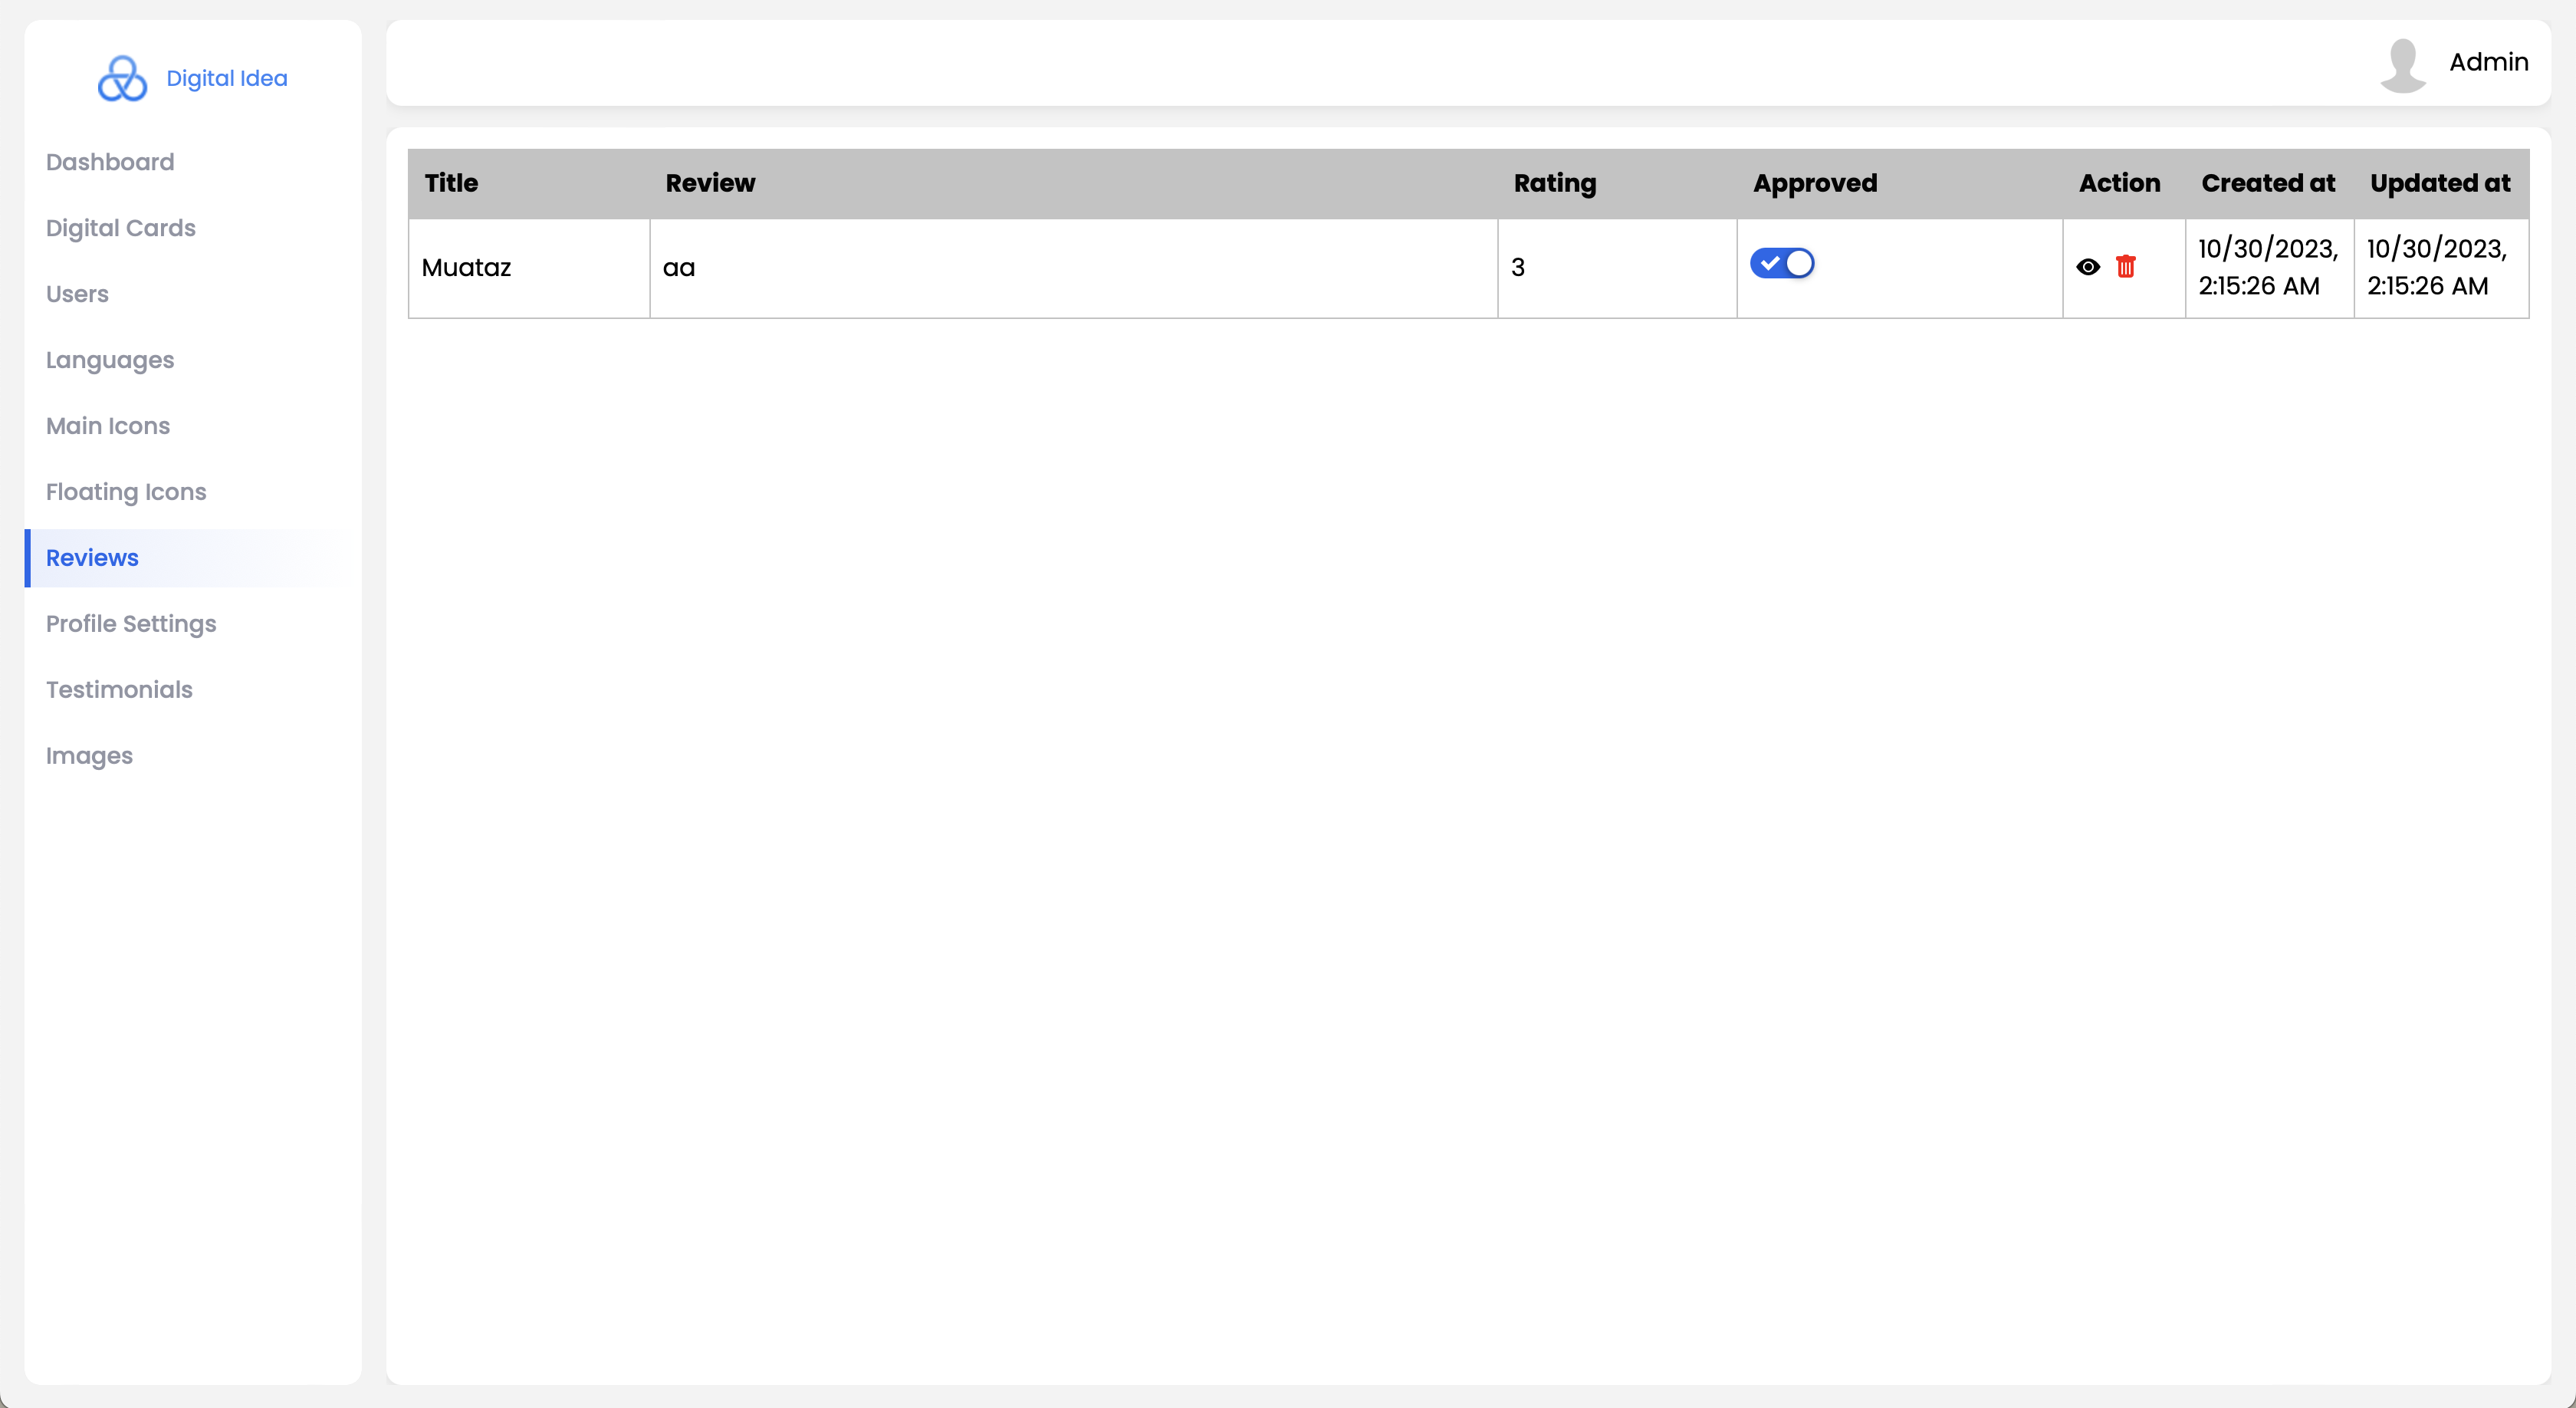 Digital Idea
Admin
Dashboard
Digital Cards
Users
Languages
Main Icons
Floating Icons
Reviews
Profile Settings
Testimonials
Images
Title Review Rating Approved Action Created at Updated at
Muataz aa 3 10/30/2023, 10/30/2023,
2:15:26 AM 2:15:26 AM